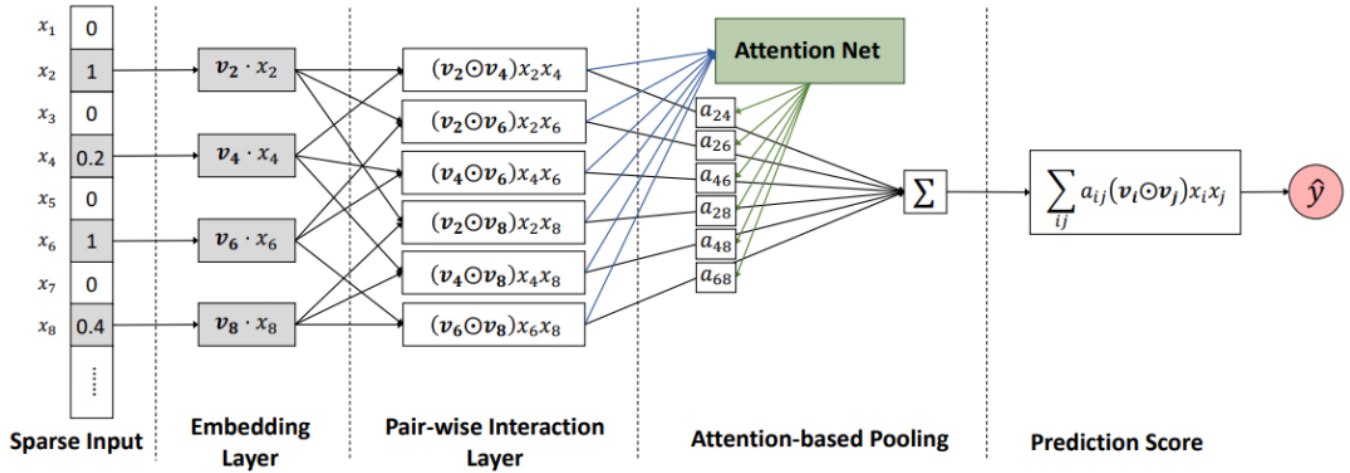 x₁ 0
x₂ 1
x₃ 0
x₄ 0.2
x₅ 0
x₆ 1
x₇ 0
x₈ 0.4
......
Sparse Input
v₂ · x₂
v₄ · x₄
v₆ · x₆
v₈ · x₈
Embedding
Layer
(v₂⊙v₄)x₂x₄
(v₂⊙v₆)x₂x₆
(v₄⊙v₆)x₄x₆
(v₂⊙v₈)x₂x₈
(v₄⊙v₈)x₄x₈
(v₆⊙v₈)x₆x₈
Pair-wise Interaction
Layer
Attention Net
a₂₄
a₂₆
a₄₆
a₂₈
a₄₈
a₆₈
∑
Attention-based Pooling
∑ᵢⱼ aᵢⱼ(vᵢ⊙vⱼ)xᵢxⱼ
ŷ
Prediction Score